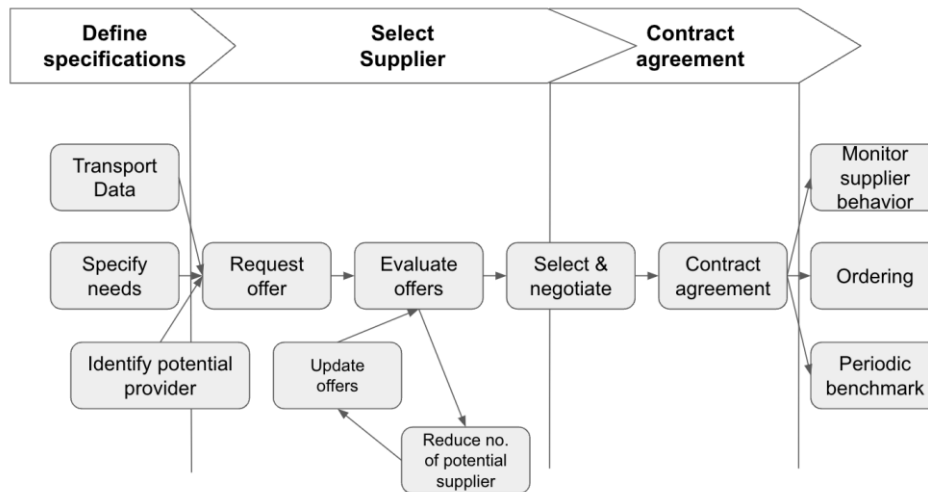 Define
specifications
Select
Supplier
Contract
agreement
Transport
Data
Monitor
supplier
behavior
Specify
needs
Request
offer
Evaluate
offers
Select &
negotiate
Contract
agreement
Ordering
Identify potential
provider
Update
offers
Periodic
benchmark
Reduce no.
of potential
supplier